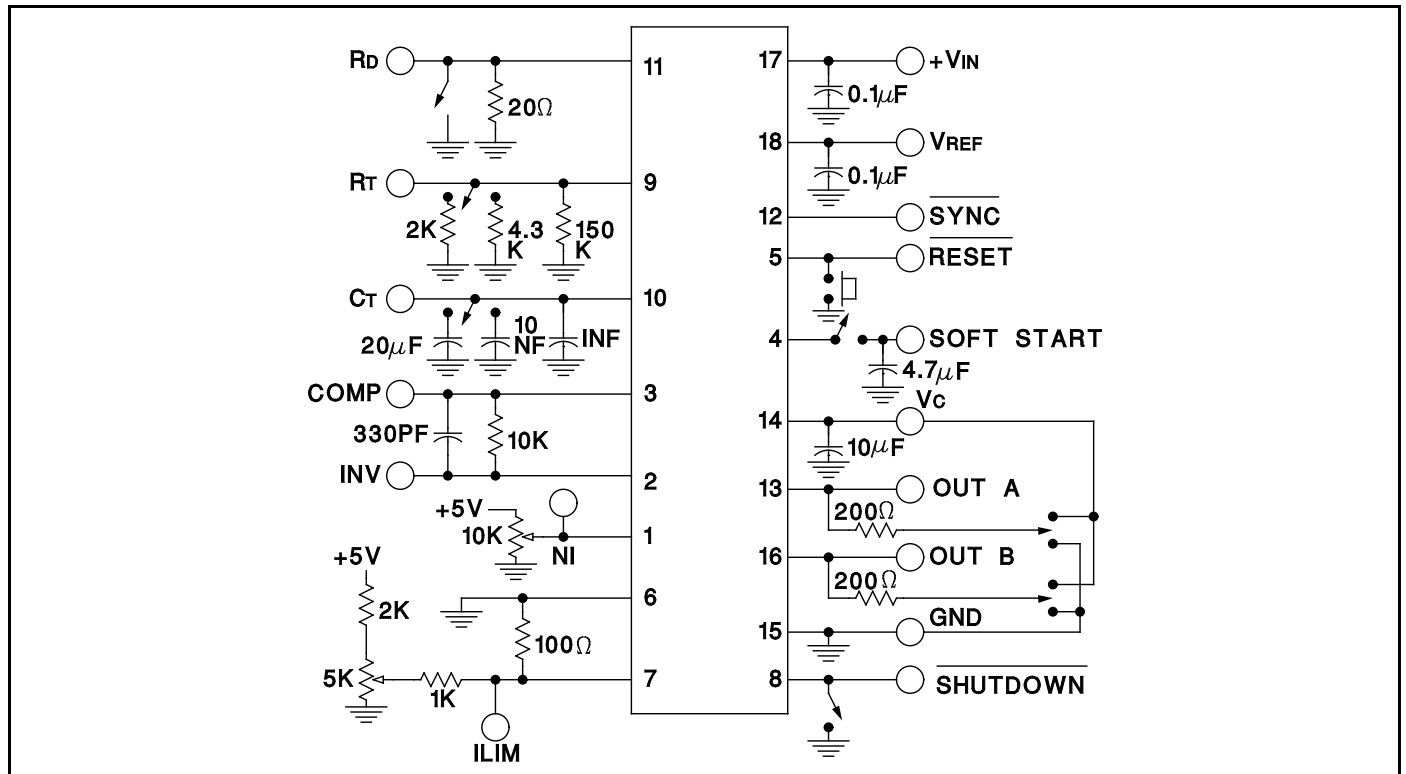 RD
11
20Ω
RT
9
2K
4.3
K
150
K
CT
10
20μF
10
NF
INF
COMP
3
330PF
10K
INV
2
+5V
10K
1
NI
+5V
2K
6
100Ω
5K
1K
7
ILIM
17
+VIN
0.1μF
18
VREF
0.1μF
12
SYNC
5
RESET
4
SOFT START
4.7μF
14
VC
10μF
13
OUT A
200Ω
16
OUT B
200Ω
15
GND
8
SHUTDOWN